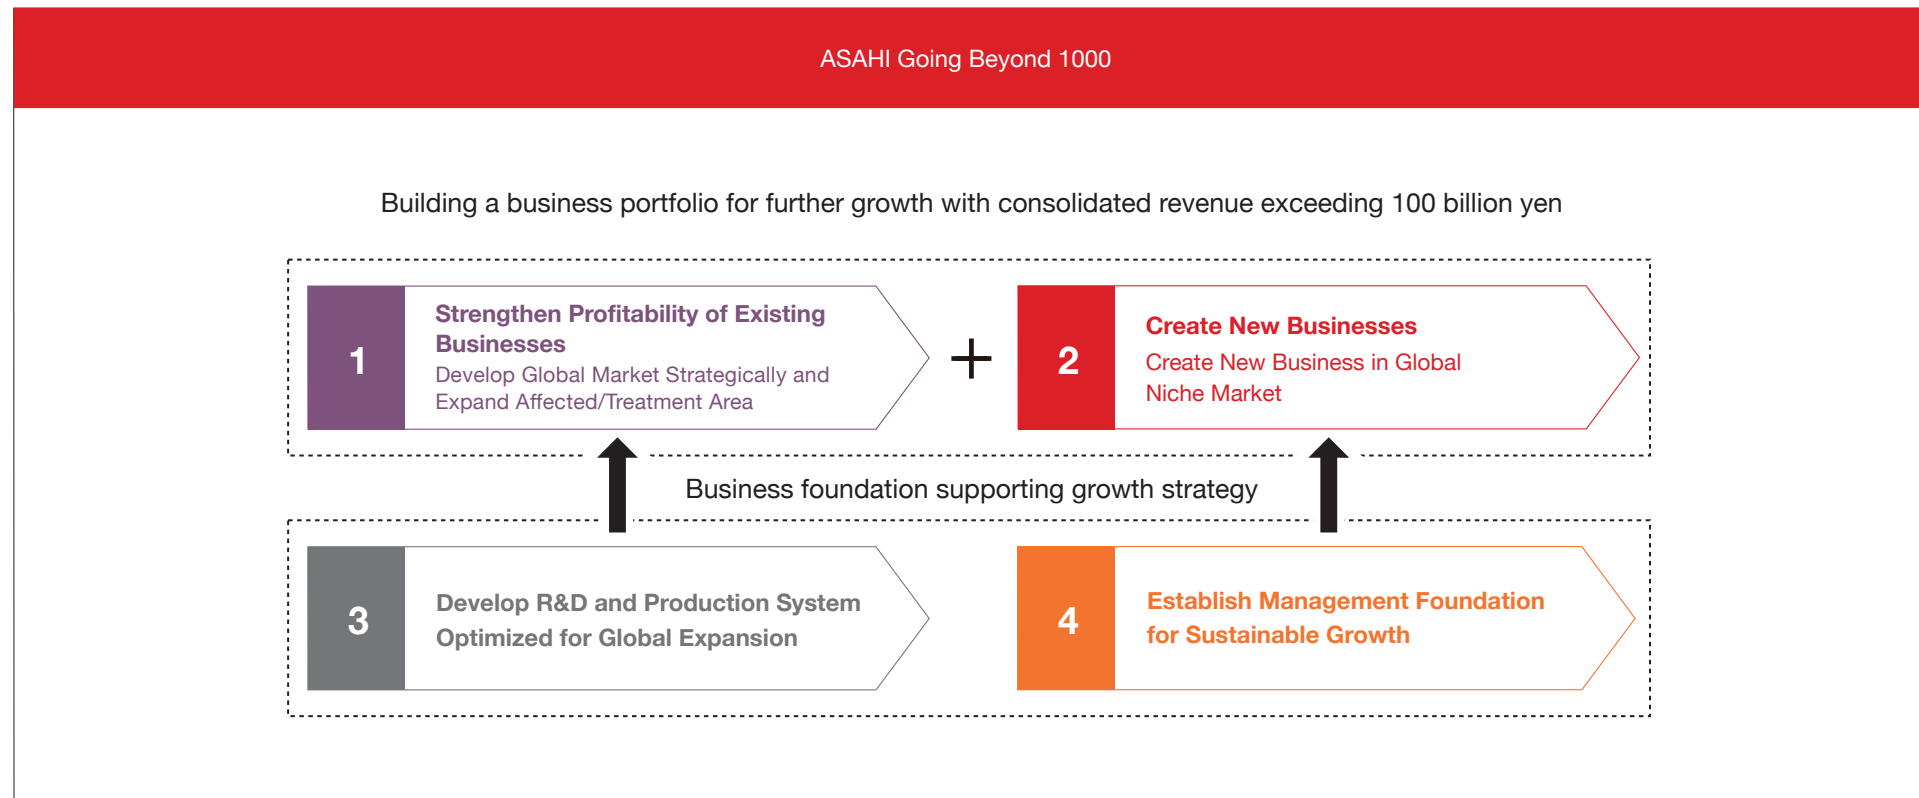 ASAHI Going Beyond 1000
Building a business portfolio for further growth with consolidated revenue exceeding 100 billion yen
1
Strengthen Profitability of Existing
Businesses
Develop Global Market Strategically and
Expand Affected/Treatment Area
+
2
Create New Businesses
Create New Business in Global
Niche Market
Business foundation supporting growth strategy
3
Develop R&D and Production System
Optimized for Global Expansion
4
Establish Management Foundation
for Sustainable Growth